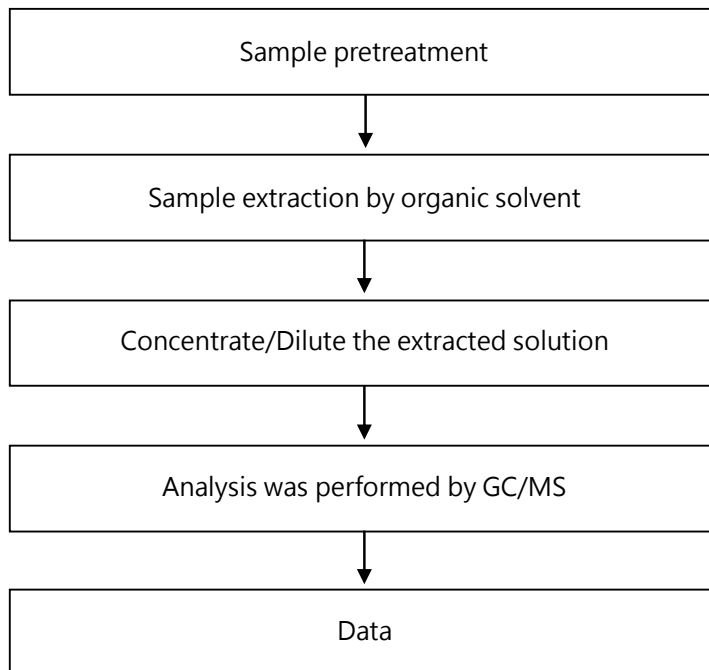 Sample pretreatment
Sample extraction by organic solvent
Concentrate/Dilute the extracted solution
Analysis was performed by GC/MS
Data